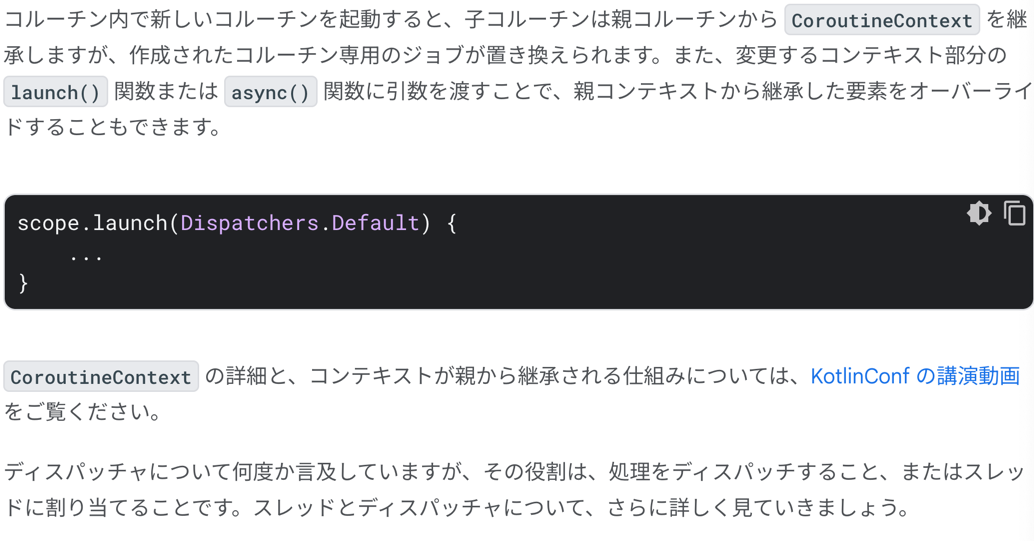 コルーチン内で新しいコルーチンを起動すると、子コルーチンは親コルーチンから CoroutineContext を継
承しますが、作成されたコルーチン専用のジョブが置き換えられます。また、変更するコンテキスト部分の
launch() 関数または async() 関数に引数を渡すことで、親コンテキストから継承した要素をオーバーライ
ドすることもできます。
scope.launch(Dispatchers.Default) {
    ...
}
CoroutineContext の詳細と、コンテキストが親から継承される仕組みについては、KotlinConf の講演動画
をご覧ください。
ディスパッチャについて何度か言及していますが、その役割は、処理をディスパッチすること、またはスレッ
ドに割り当てることです。スレッドとディスパッチャについて、さらに詳しく見ていきましょう。